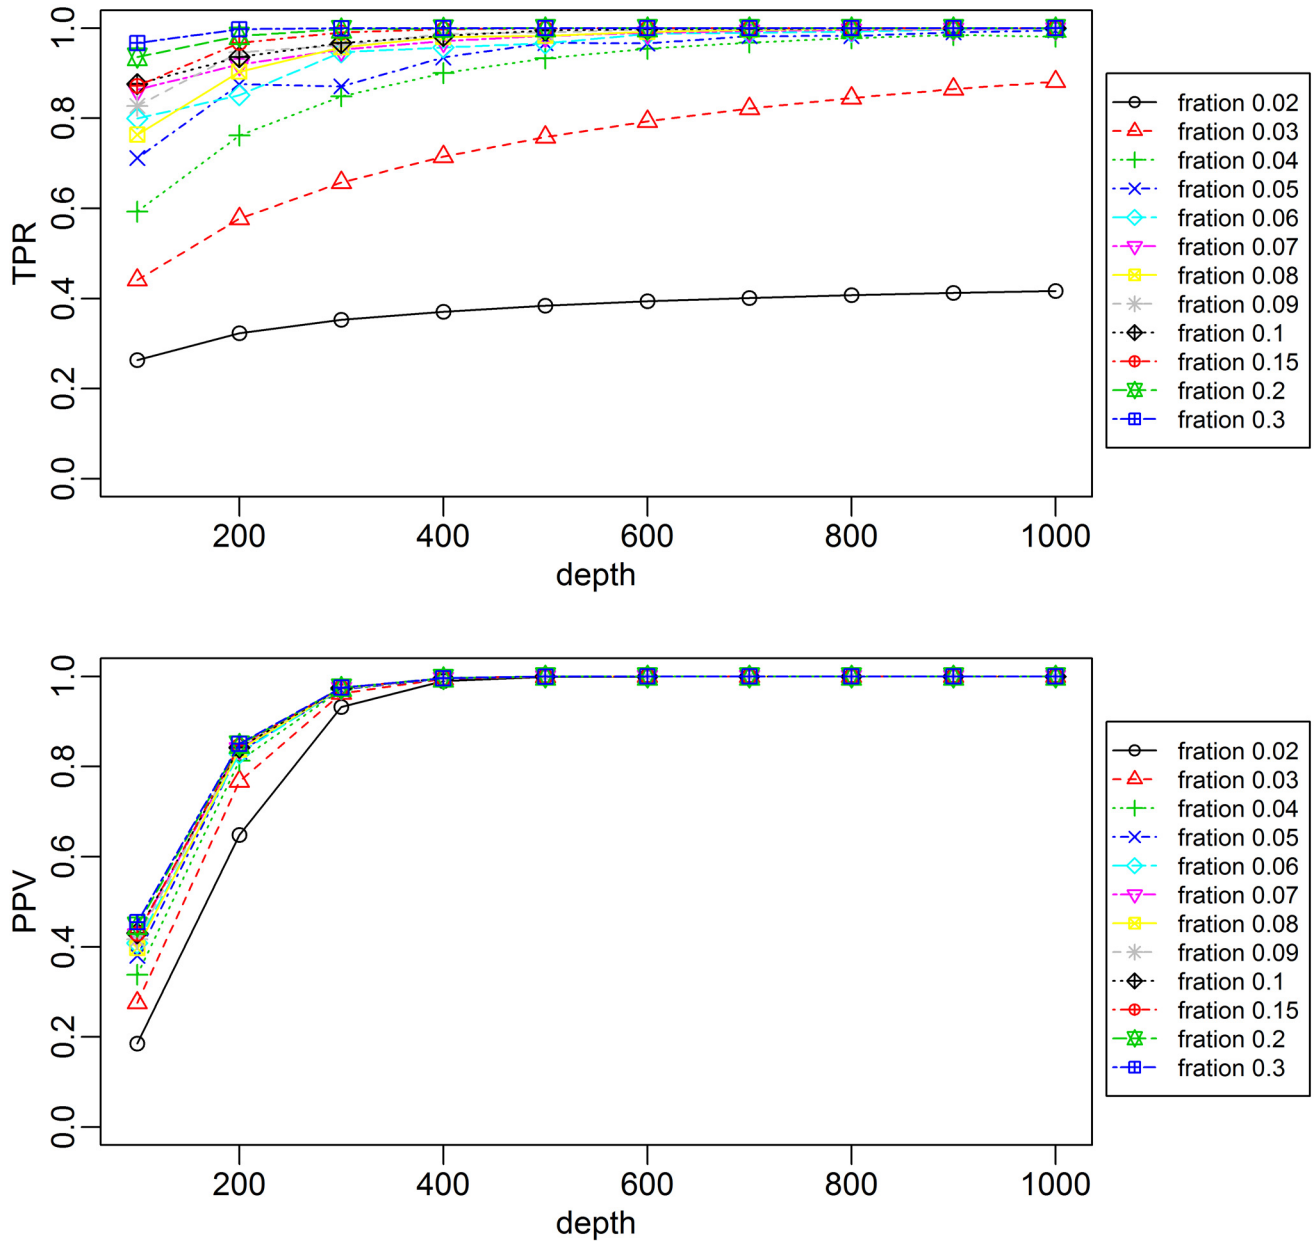 1.0
0.8
0.6
0.4
0.2
0.0
TPR
200 400 600 800 1000
depth
fration 0.02
fration 0.03
fration 0.04
fration 0.05
fration 0.06
fration 0.07
fration 0.08
fration 0.09
fration 0.1
fration 0.15
fration 0.2
fration 0.3
1.0
0.8
0.6
0.4
0.2
0.0
PPV
200 400 600 800 1000
depth
fration 0.02
fration 0.03
fration 0.04
fration 0.05
fration 0.06
fration 0.07
fration 0.08
fration 0.09
fration 0.1
fration 0.15
fration 0.2
fration 0.3